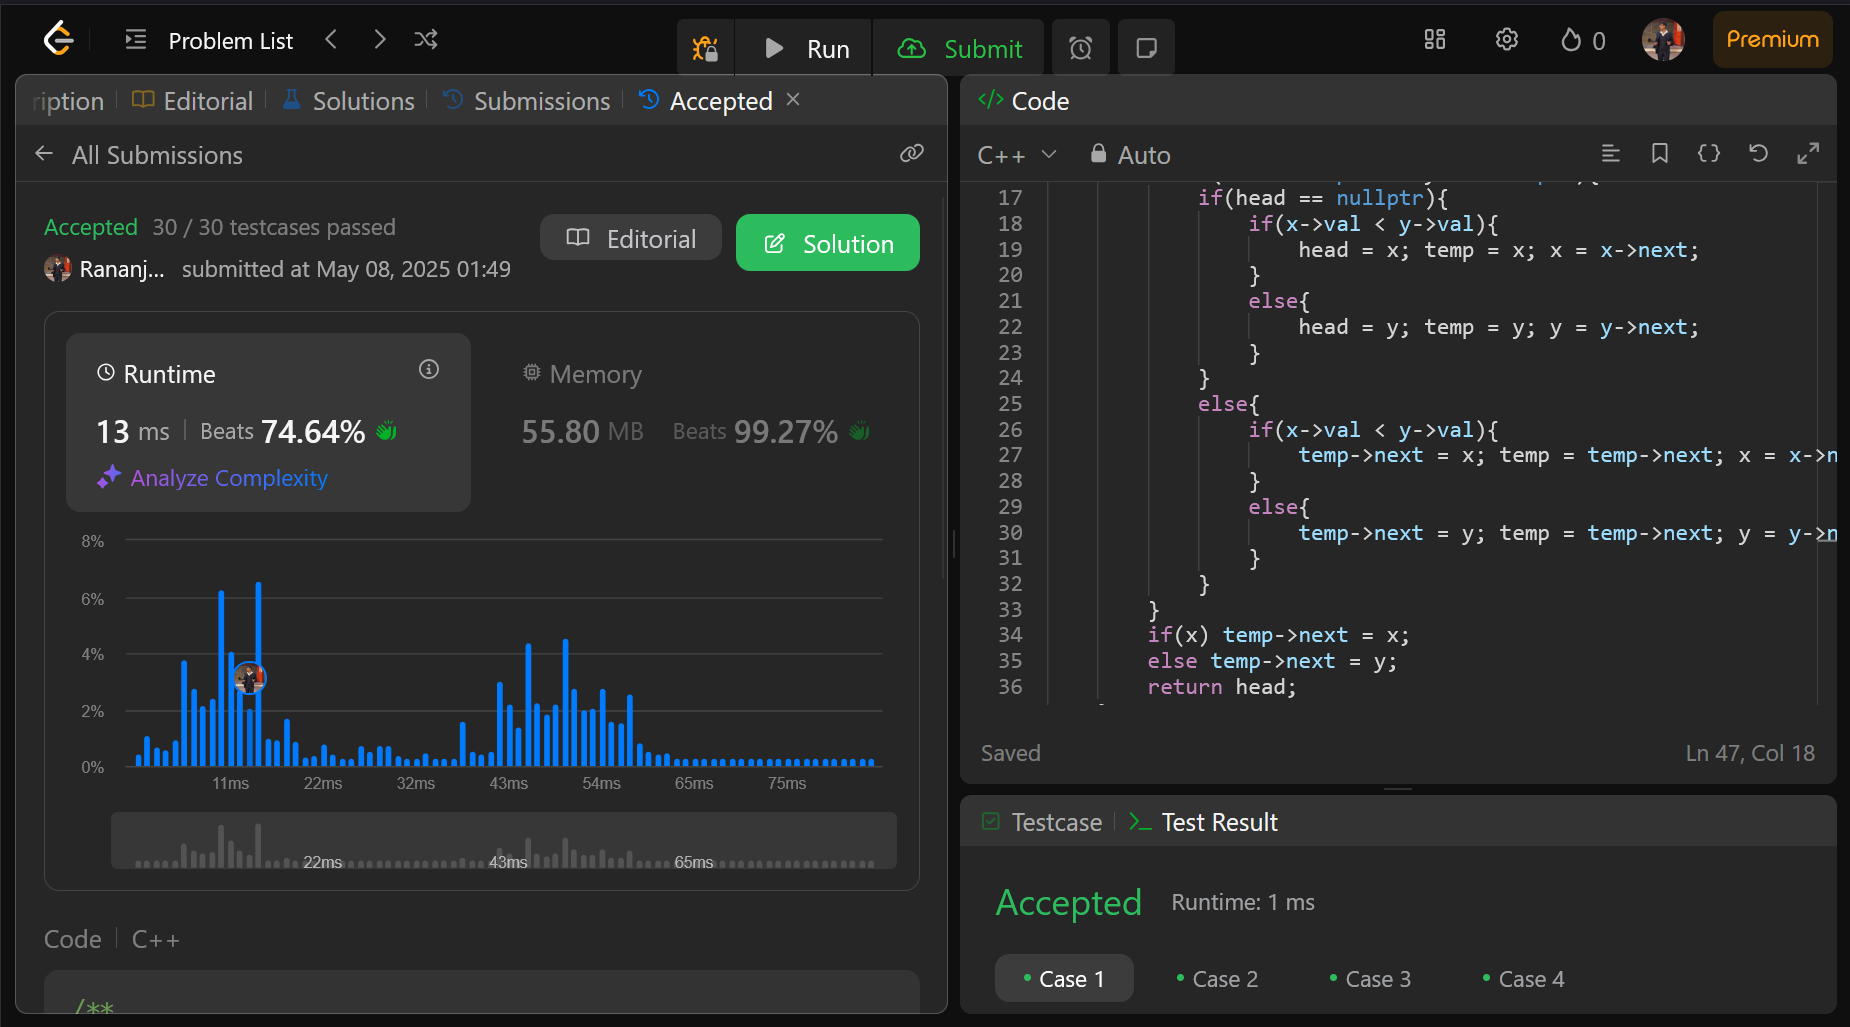 Problem List
Run
Submit
0
Premium
ription
Editorial
Solutions
Submissions
Accepted
All Submissions
Accepted 30 / 30 testcases passed
Rananj... submitted at May 08, 2025 01:49
Editorial
Solution
Runtime
13 ms Beats 74.64%
Analyze Complexity
Memory
55.80 MB Beats 99.27%
8%
6%
4%
2%
0%
11ms 22ms 32ms 43ms 54ms 65ms 75ms
22ms 43ms 65ms
Code C++
/**
</> Code
C++ Auto
17 if(head == nullptr){
18 if(x->val < y->val){
19 head = x; temp = x; x = x->next;
20 }
21 else{
22 head = y; temp = y; y = y->next;
23 }
24 }
25 else{
26 if(x->val < y->val){
27 temp->next = x; temp = temp->next; x = x->n
28 }
29 else{
30 temp->next = y; temp = temp->next; y = y->n
31 }
32 }
33 }
34 if(x) temp->next = x;
35 else temp->next = y;
36 return head;
Saved
Ln 47, Col 18
Testcase
Test Result
Accepted Runtime: 1 ms
Case 1 Case 2 Case 3 Case 4